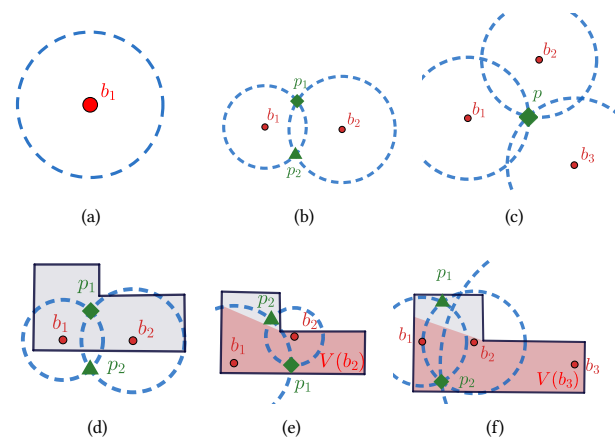 b₁
(a)
p₁
b₁ b₂
p₂
(b)
b₂
b₁ p
b₃
(c)
p₁
b₁ b₂
p₂
(d)
p₂
b₂
b₁ V(b₂)
p₁
(e)
p₁
b₁ b₂
b₃
p₂ V(b₃)
(f)